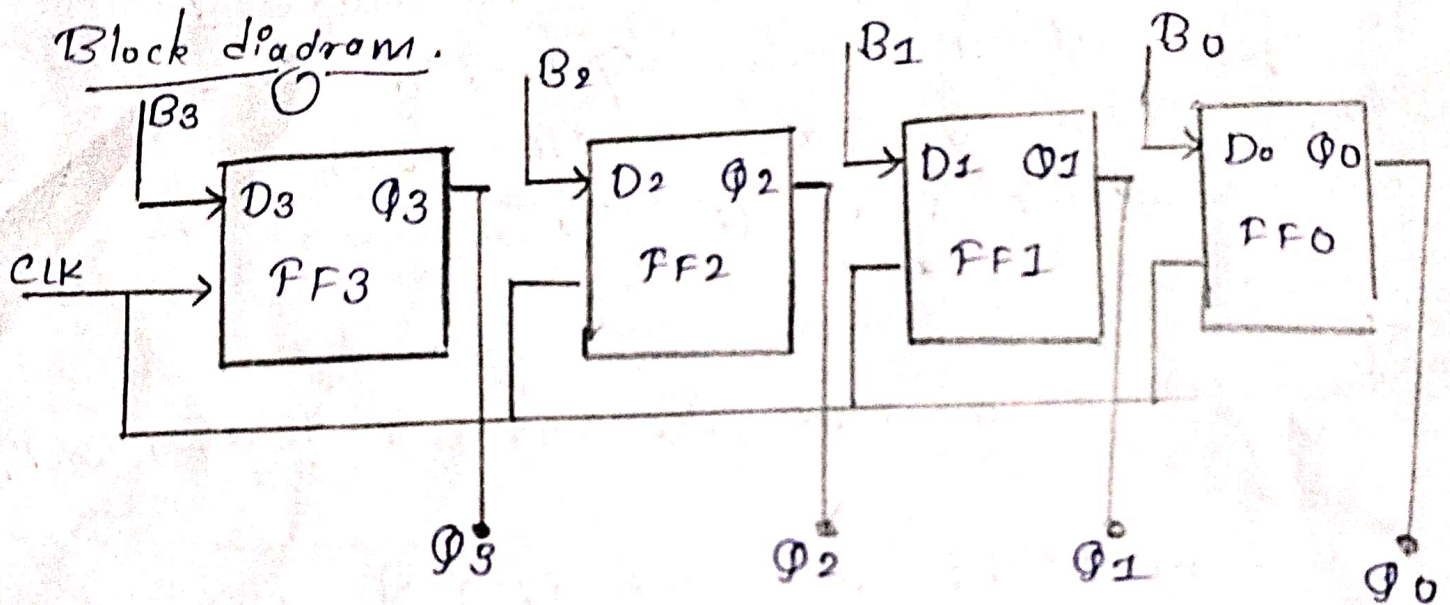 Block diadram.
B3 B2 B1 B0
D3 Q3 D2 Q2 D1 Q1 D0 Q0
CLK FF3 FF2 FF1 FF0
Q3 Q2 Q1 Q0